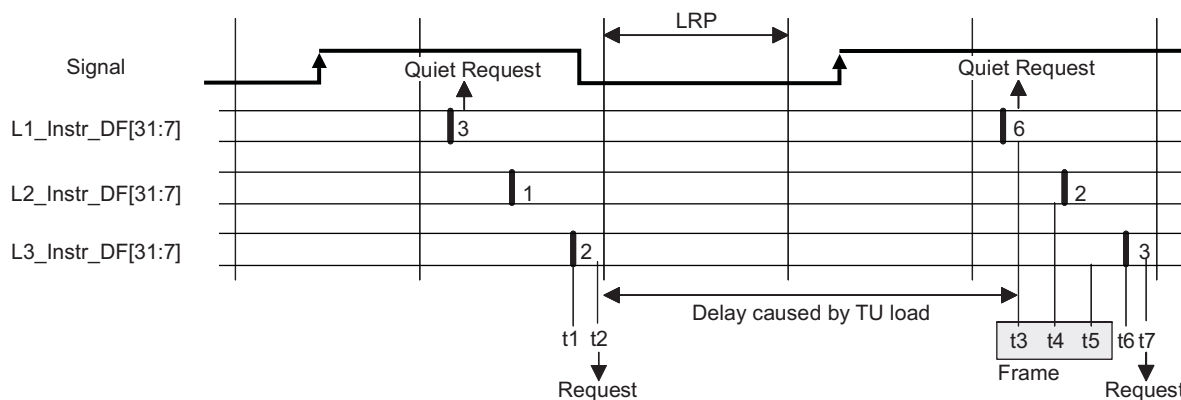 LRP
Signal
Quiet Request
Quiet Request
L1_Instr_DF[31:7]
3
6
L2_Instr_DF[31:7]
1
2
L3_Instr_DF[31:7]
2
3
Delay caused by TU load
t1 t2
t3 t4 t5
t6 t7
Frame
Request
Request